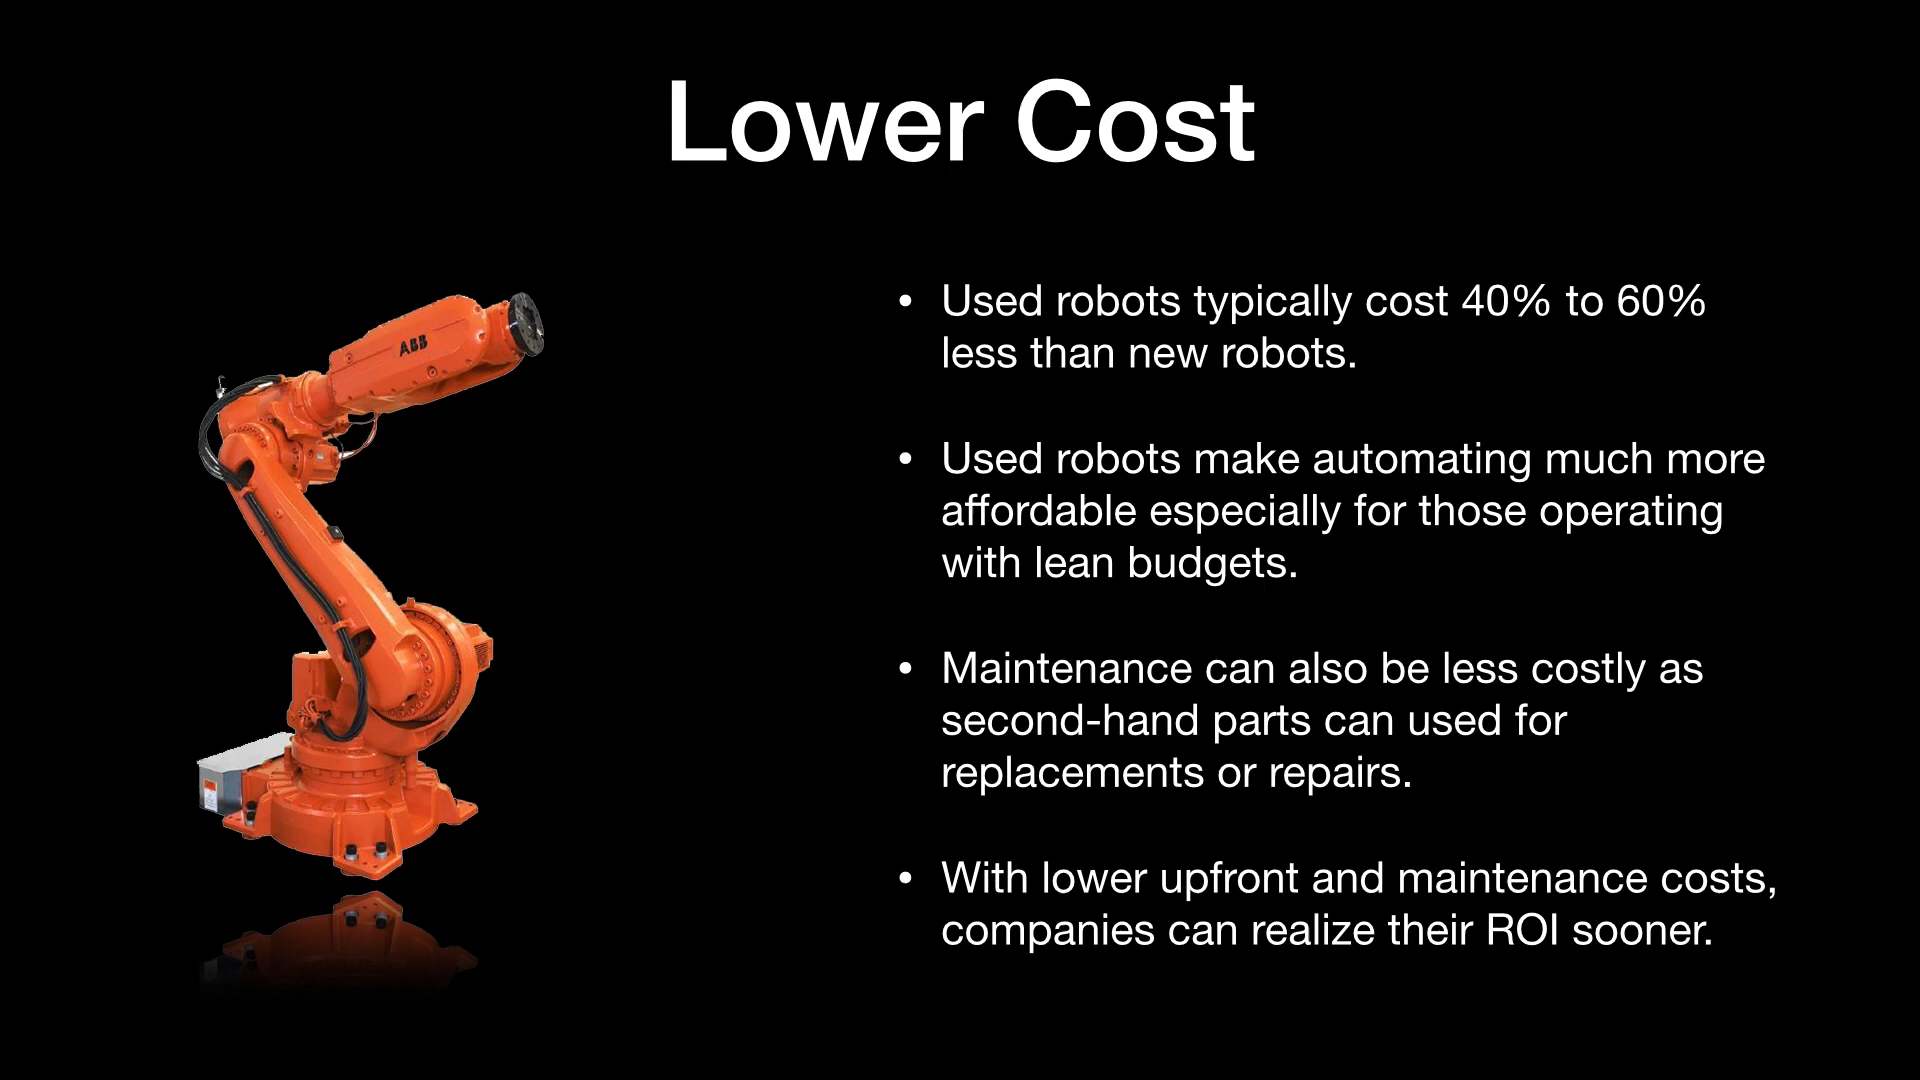 Lower Cost
ABB
• Used robots typically cost 40% to 60%
less than new robots.
• Used robots make automating much more
affordable especially for those operating
with lean budgets.
• Maintenance can also be less costly as
second-hand parts can used for
replacements or repairs.
• With lower upfront and maintenance costs,
companies can realize their ROI sooner.